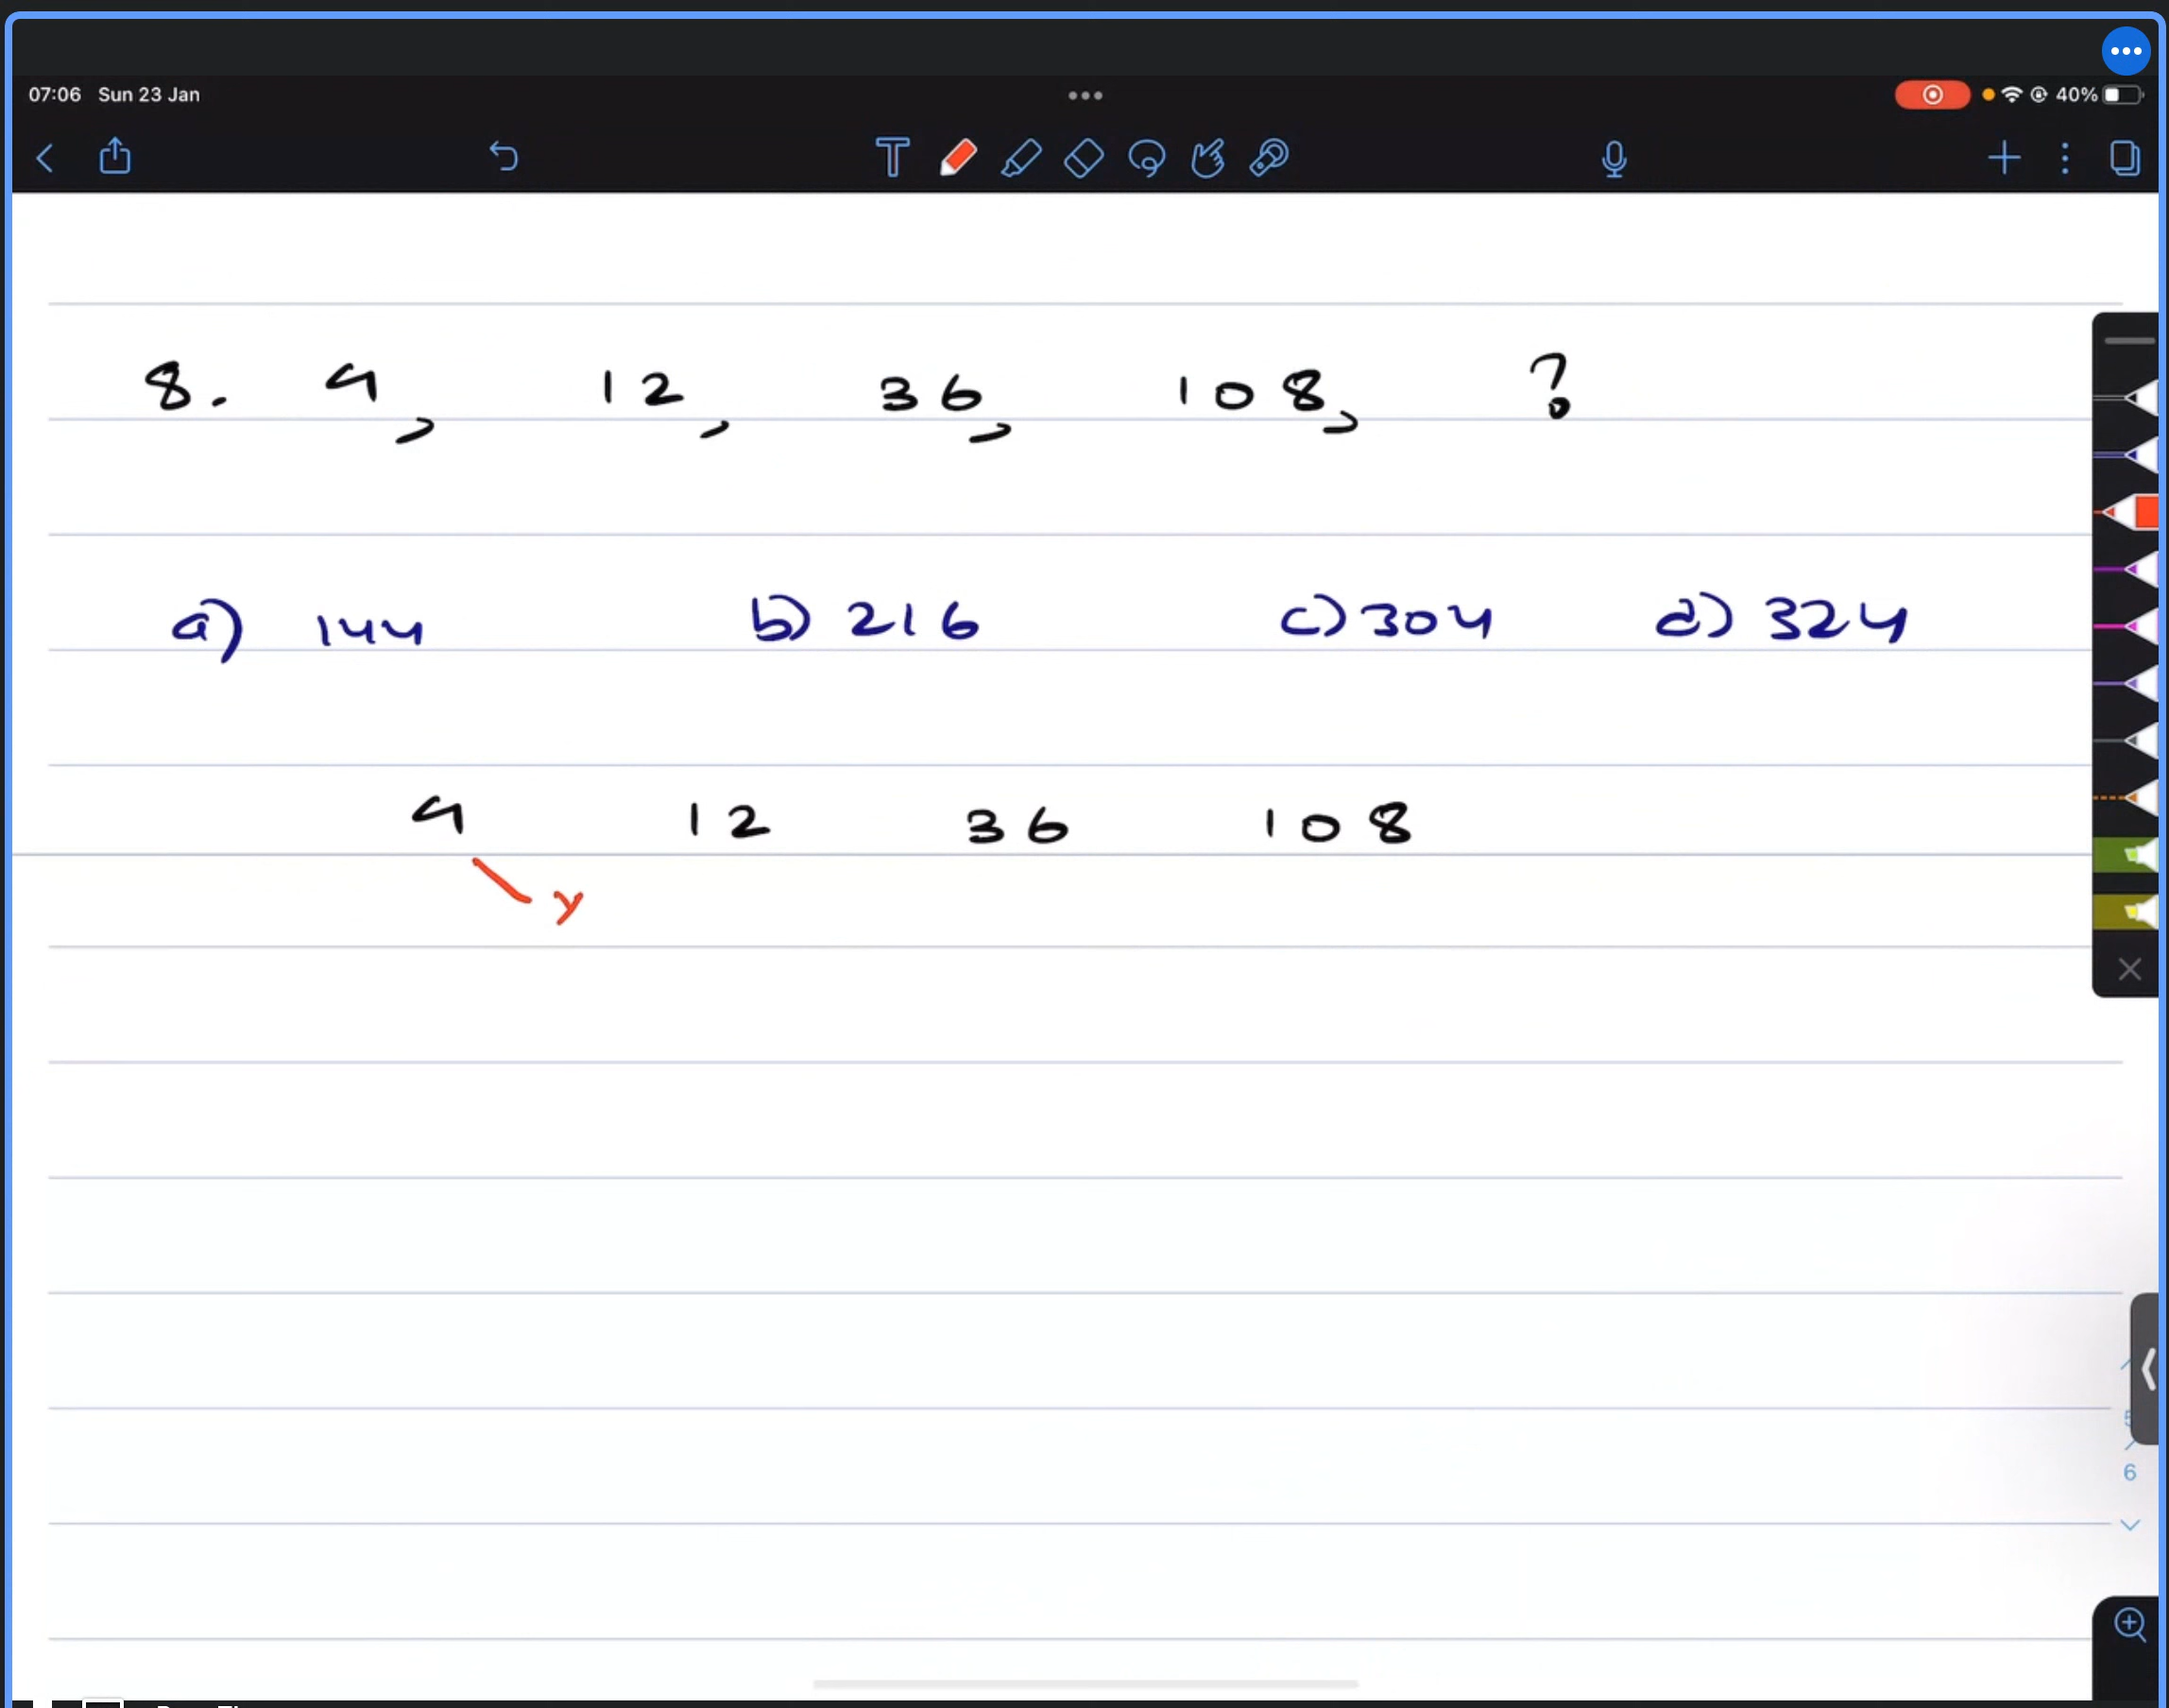 07:06 Sun 23 Jan
40%
T
8. 4, 12, 36, 108, ?
a) 144 b) 216 c) 304 d) 324
4 12 36 108
x
6